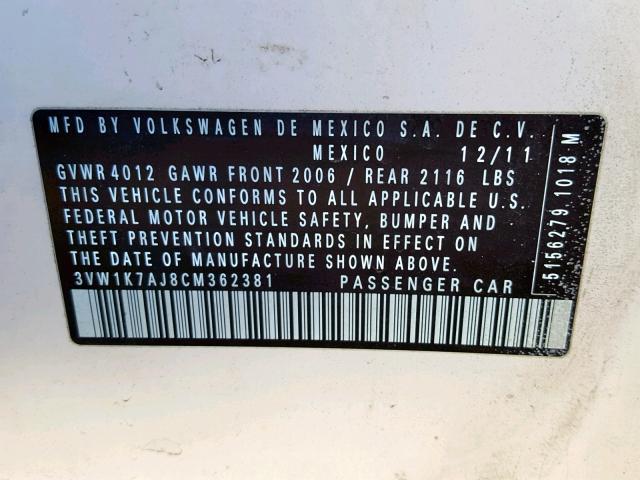 MFD BY VOLKSWAGEN DE MEXICO S.A. DE C.V.
MEXICO 12/11
GVWR 4012 GAWR FRONT 2006 / REAR 2116 LBS
THIS VEHICLE CONFORMS TO ALL APPLICABLE U.S.
FEDERAL MOTOR VEHICLE SAFETY, BUMPER AND
THEFT PREVENTION STANDARDS IN EFFECT ON
THE DATE OF MANUFACTURE SHOWN ABOVE.
3VW1K7AJ8CM362381 PASSENGER CAR
5156279 1018 M